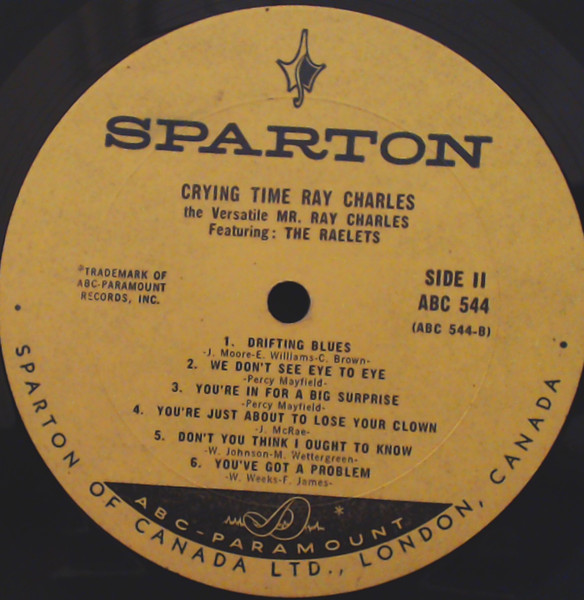 SPARTON
CRYING TIME RAY CHARLES
the Versatile MR. RAY CHARLES
Featuring: THE RAELETS
*TRADEMARK OF
ABC-PARAMOUNT
RECORDS, INC.
SIDE II
ABC 544
(ABC 544-B)
1. DRIFTING BLUES
-J. Moore-E. Williams-C. Brown-
2. WE DON'T SEE EYE TO EYE
-Percy Mayfield-
3. YOU'RE IN FOR A BIG SURPRISE
-Percy Mayfield-
4. YOU'RE JUST ABOUT TO LOSE YOUR CLOWN
-J. McRae-
5. DON'T YOU THINK I OUGHT TO KNOW
-W. Johnson-M. Wettergreen-
6. YOU'VE GOT A PROBLEM
-W. Weeks-F. James-
ABC-PARAMOUNT *
• SPARTON OF CANADA LTD., LONDON, CANADA •